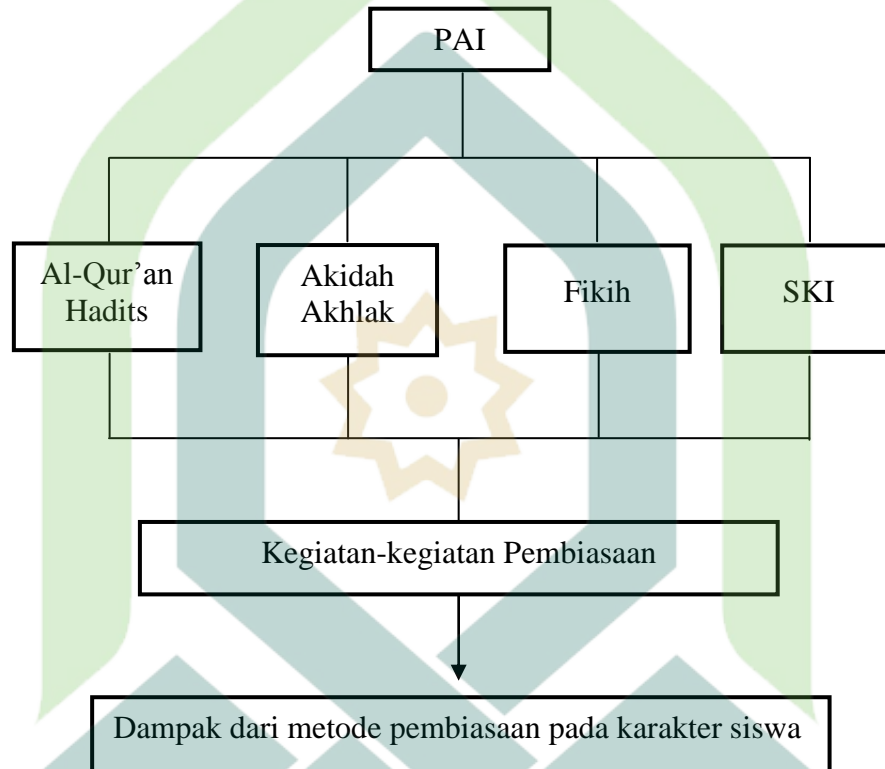 PAI
Al-Qur’an
Hadits
Akidah
Akhlak
Fikih
SKI
Kegiatan-kegiatan Pembiasaan
Dampak dari metode pembiasaan pada karakter siswa